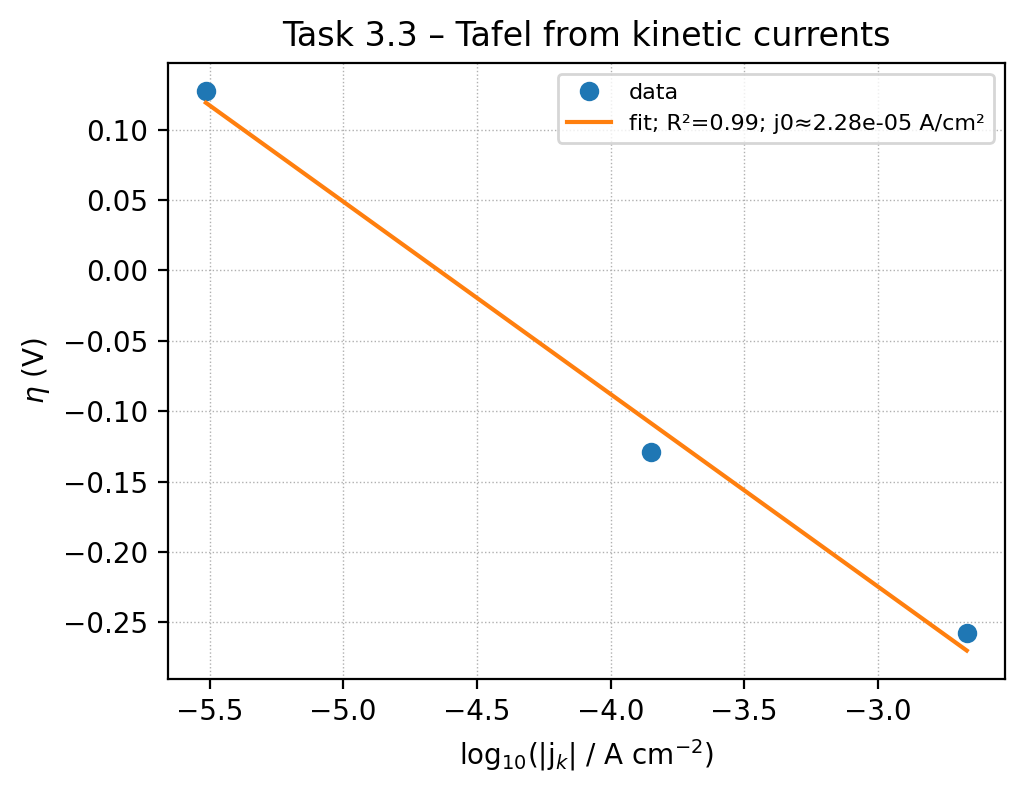 Task 3.3 – Tafel from kinetic currents
data
fit; R²=0.99; j0≈2.28e-05 A/cm²
η (V)
0.10
0.05
0.00
−0.05
−0.10
−0.15
−0.20
−0.25
−5.5 −5.0 −4.5 −4.0 −3.5 −3.0
log₁₀(|jₖ| / A cm⁻²)